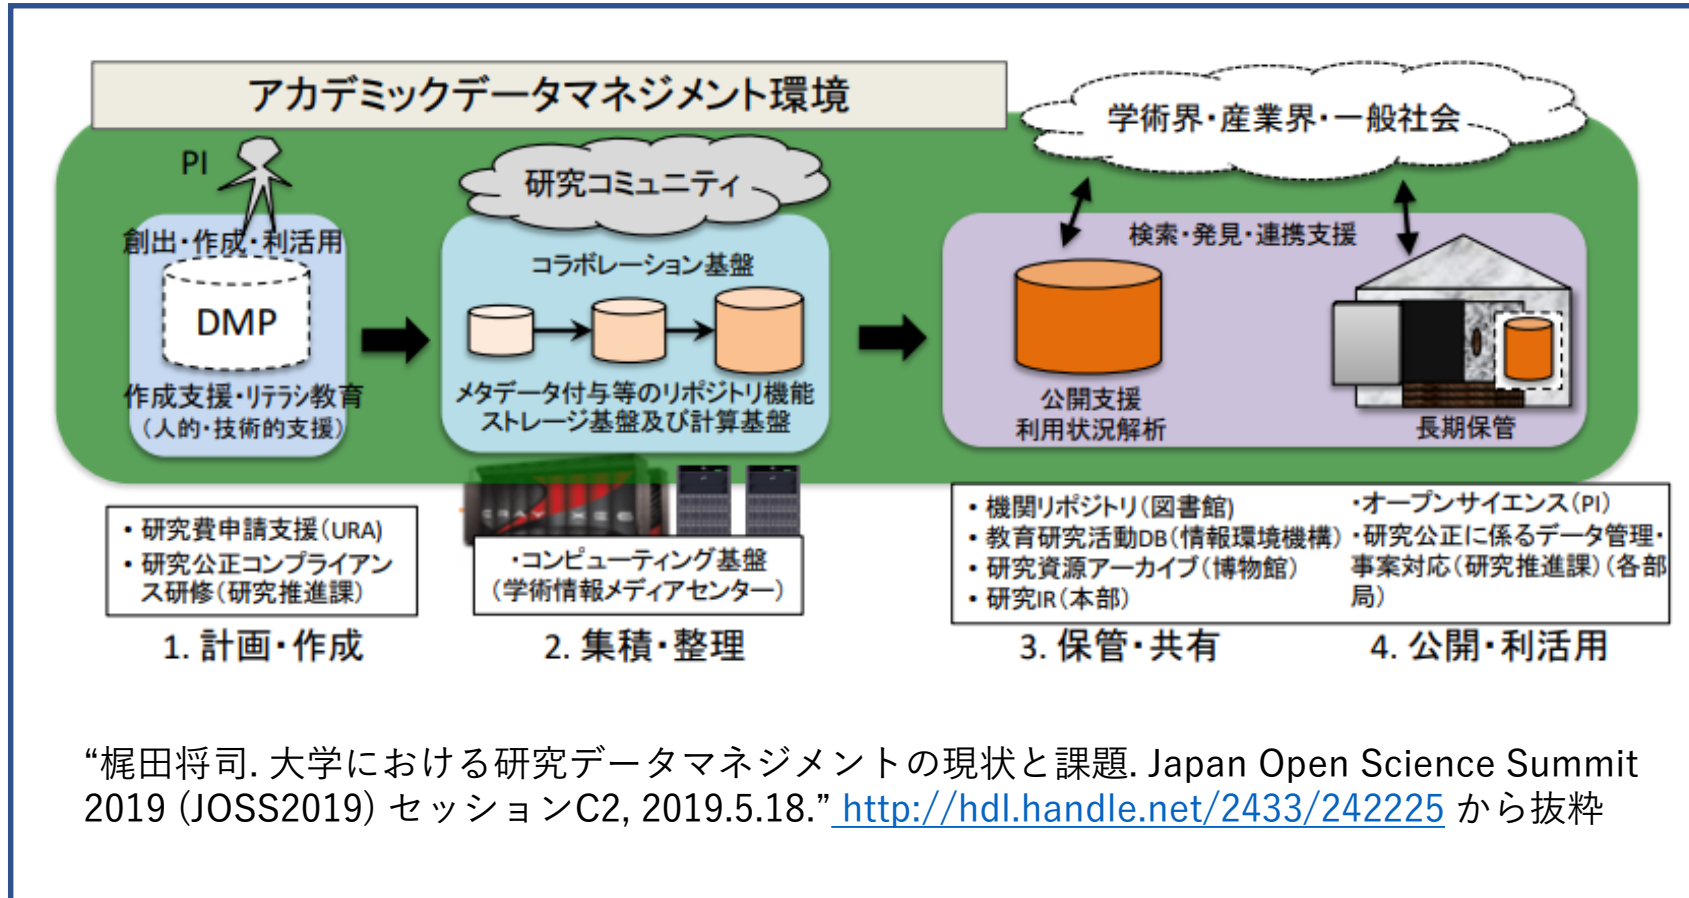 アカデミックデータマネジメント環境
学術界・産業界・一般社会
PI
創出・作成・利活用
DMP
作成支援・リテラシ教育
（人的・技術的支援）
研究コミュニティ
コラボレーション基盤
メタデータ付与等のリポジトリ機能
ストレージ基盤及び計算基盤
検索・発見・連携支援
公開支援
利用状況解析
長期保管
• 研究費申請支援（URA）
• 研究公正コンプライアン
ス研修（研究推進課）
・コンピューティング基盤
（学術情報メディアセンター）
• 機関リポジトリ（図書館）
• 教育研究活動DB（情報環境機構）
• 研究資源アーカイブ（博物館）
• 研究IR（本部）
・オープンサイエンス（PI）
・研究公正に係るデータ管理・
事案対応（研究推進課）（各部
局）
1. 計画・作成
2. 集積・整理
3. 保管・共有
4. 公開・利活用
“梶田将司. 大学における研究データマネジメントの現状と課題. Japan Open Science Summit
2019 (JOSS2019) セッションC2, 2019.5.18.” http://hdl.handle.net/2433/242225 から抜粋